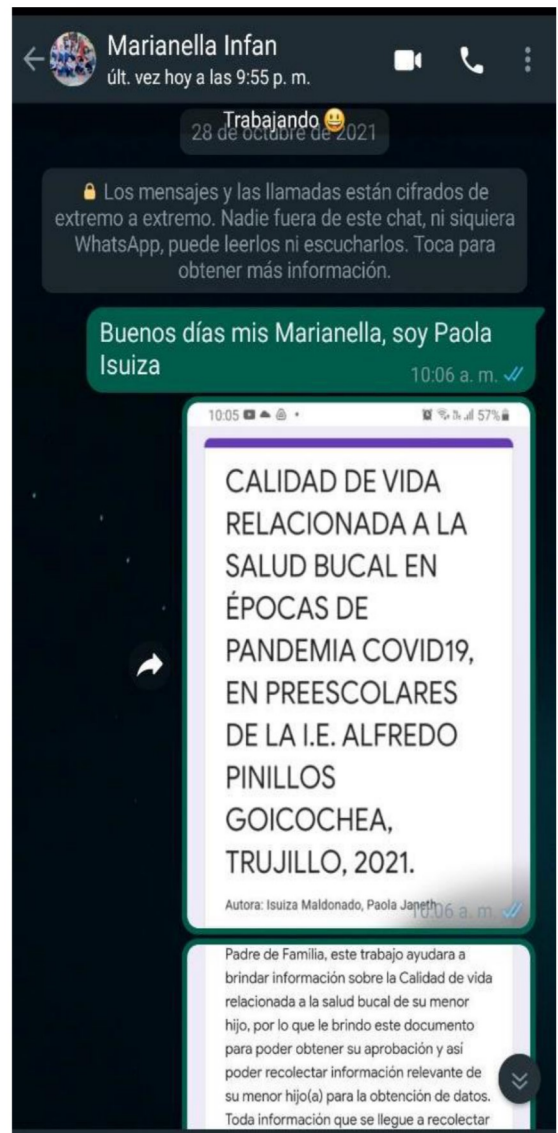 Marianella Infan
últ. vez hoy a las 9:55 p. m.
Trabajando
28 de octubre de 2021
Los mensajes y las llamadas están cifrados de
extremo a extremo. Nadie fuera de este chat, ni siquiera
WhatsApp, puede leerlos ni escucharlos. Toca para
obtener más información.
Buenos días mis Marianella, soy Paola
Isuiza
10:06 a. m.
10:05
57%
CALIDAD DE VIDA
RELACIONADA A LA
SALUD BUCAL EN
ÉPOCAS DE
PANDEMIA COVID19,
EN PREESCOLARES
DE LA I.E. ALFREDO
PINILLOS
GOICOCHEA,
TRUJILLO, 2021.
Autora: Isuiza Maldonado, Paola Janeth
10:06 a. m.
Padre de Familia, este trabajo ayudara a
brindar información sobre la Calidad de vida
relacionada a la salud bucal de su menor
hijo, por lo que le brindo este documento
para poder obtener su aprobación y así
poder recolectar información relevante de
su menor hijo(a) para la obtención de datos.
Toda información que se llegue a recolectar